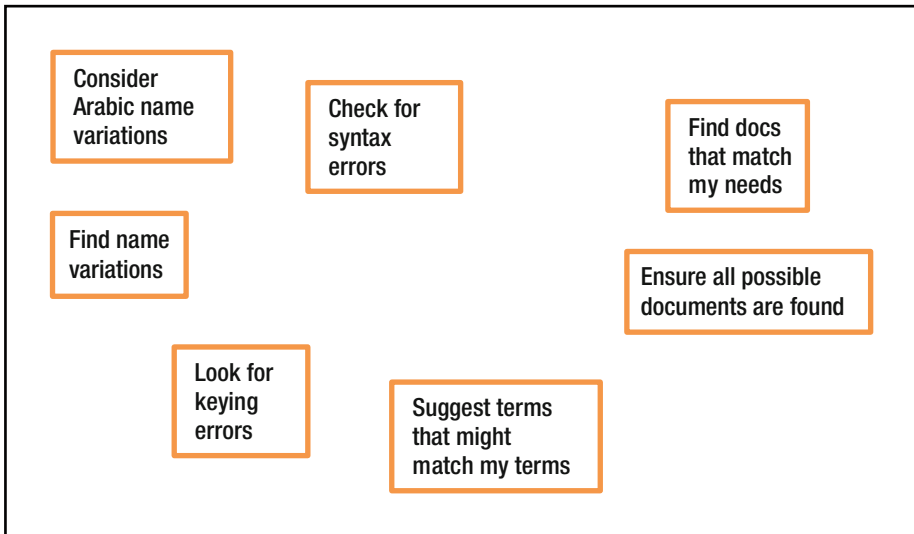 Consider
Arabic name
variations
Check for
syntax
errors
Find docs
that match
my needs
Find name
variations
Ensure all possible
documents are found
Look for
keying
errors
Suggest terms
that might
match my terms